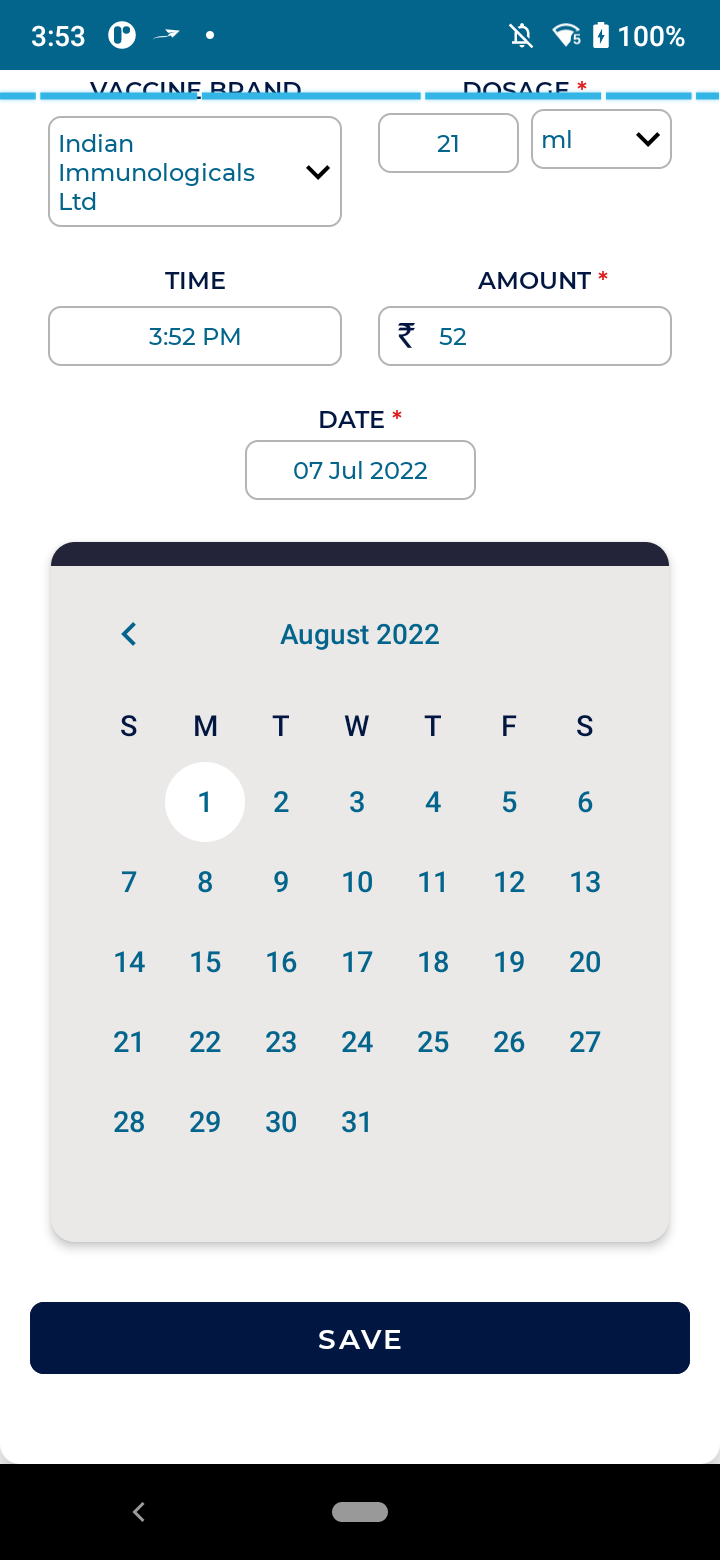 3:53
5
100%
VACCINE BRAND
DOSAGE *
Indian
Immunologicals
Ltd
21
ml
TIME
AMOUNT *
3:52 PM
₹ 52
DATE *
07 Jul 2022
August 2022
S M T W T F S
1 2 3 4 5 6
7 8 9 10 11 12 13
14 15 16 17 18 19 20
21 22 23 24 25 26 27
28 29 30 31
SAVE